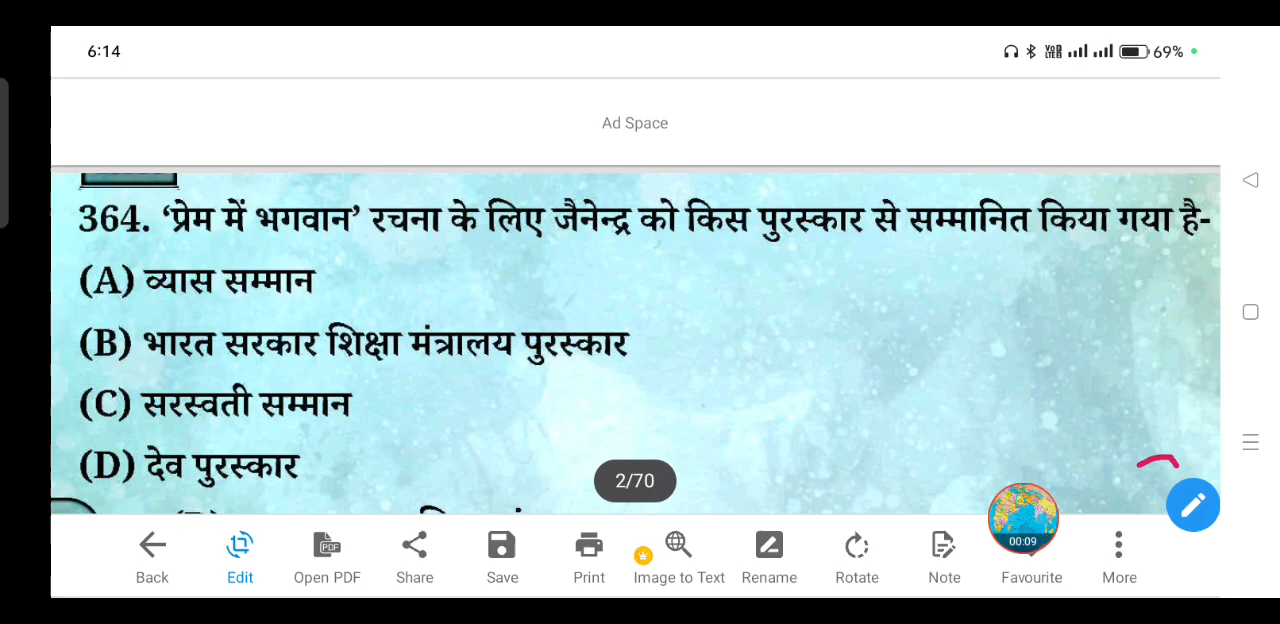 6:14
69%
Ad Space
364. ‘प्रेम में भगवान’ रचना के लिए जैनेन्द्र को किस पुरस्कार से सम्मानित किया गया है-
(A) व्यास सम्मान
(B) भारत सरकार शिक्षा मंत्रालय पुरस्कार
(C) सरस्वती सम्मान
(D) देव पुरस्कार
2/70
00:09
Back Edit Open PDF Share Save Print Image to Text Rename Rotate Note Favourite More